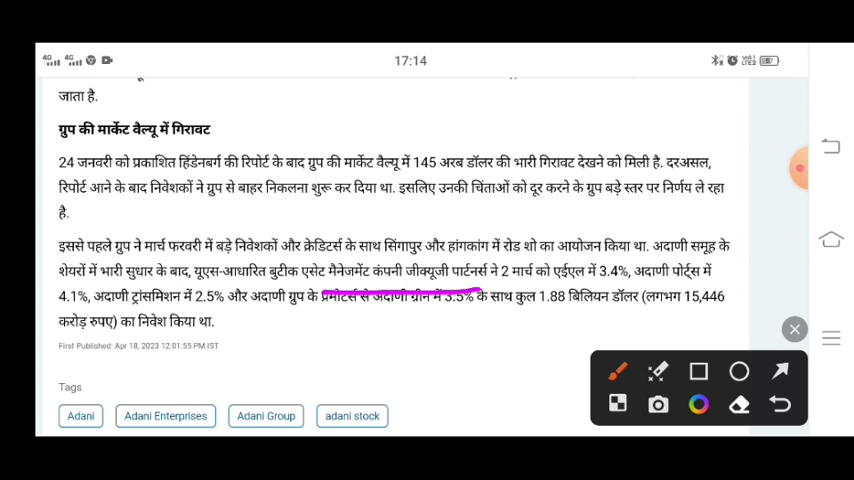 17:14
जाता है.
ग्रुप की मार्केट वैल्यू में गिरावट
24 जनवरी को प्रकाशित हिंडेनबर्ग की रिपोर्ट के बाद ग्रुप की मार्केट वैल्यू में 145 अरब डॉलर की भारी गिरावट देखने को मिली है. दरअसल,
रिपोर्ट आने के बाद निवेशकों ने ग्रुप से बाहर निकलना शुरू कर दिया था. इसलिए उनकी चिंताओं को दूर करने के ग्रुप बड़े स्तर पर निर्णय ले रहा
है.
इससे पहले ग्रुप ने मार्च फरवरी में बड़े निवेशकों और क्रेडिटर्स के साथ सिंगापुर और हांगकांग में रोड शो का आयोजन किया था. अदाणी समूह के
शेयरों में भारी सुधार के बाद, यूएस-आधारित बुटीक एसेट मैनेजमेंट कंपनी जीक्यूजी पार्टनर्स ने 2 मार्च को एईएल में 3.4%, अदाणी पोर्ट्स में
4.1%, अदाणी ट्रांसमिशन में 2.5% और अदाणी ग्रुप के प्रमोटर्स से अदाणी ग्रीन में 3.5% के साथ कुल 1.88 बिलियन डॉलर (लगभग 15,446
करोड़ रुपए) का निवेश किया था.
First Published: Apr 18, 2023 12:01:55 PM IST
Tags
Adani
Adani Enterprises
Adani Group
adani stock